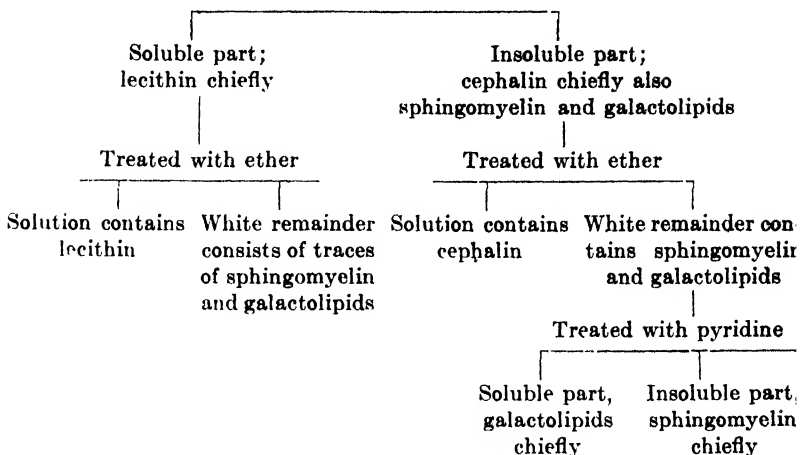 Soluble part;
lecithin chiefly
Insoluble part;
cephalin chiefly also
sphingomyelin and galactolipids
Treated with ether
Treated with ether
Solution contains
lecithin
White remainder
consists of traces
of sphingomyelin
and galactolipids
Solution contains
cephalin
White remainder con-
tains sphingomyelin
and galactolipids
Treated with pyridine
Soluble part,
galactolipids
chiefly
Insoluble part,
sphingomyelin
chiefly